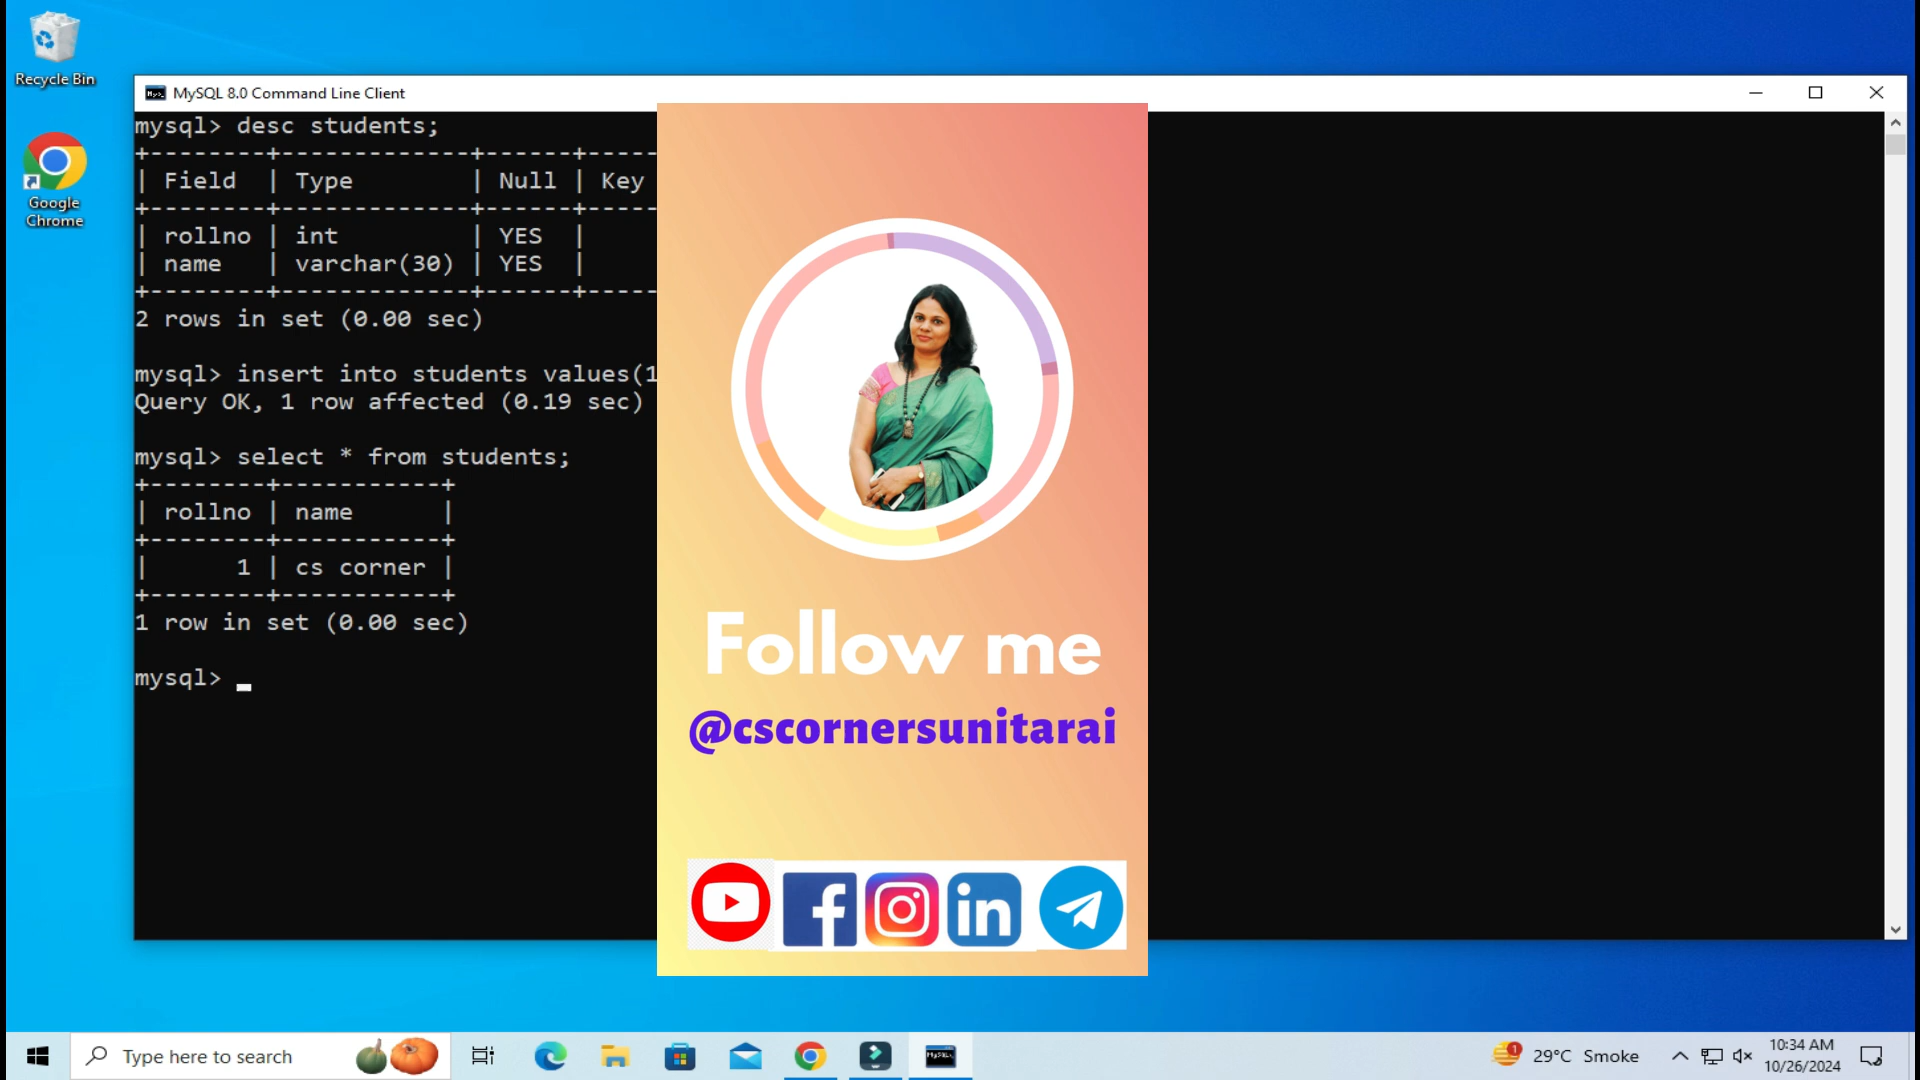 Recycle Bin
Google
Chrome
MySQL 8.0 Command Line Client
mysql> desc students;
+--------+-------------+------+-----
| Field  | Type        | Null | Key
+--------+-------------+------+-----
| rollno | int         | YES  |
| name   | varchar(30) | YES  |
+--------+-------------+------+-----
2 rows in set (0.00 sec)
mysql> insert into students values(1
Query OK, 1 row affected (0.19 sec)
mysql> select * from students;
+--------+-----------+
| rollno | name      |
+--------+-----------+
|      1 | cs corner |
+--------+-----------+
1 row in set (0.00 sec)
mysql>
Follow me
@cscornersunitarai
f
in
Type here to search
MySQL
1
29°C Smoke
10:34 AM
10/26/2024